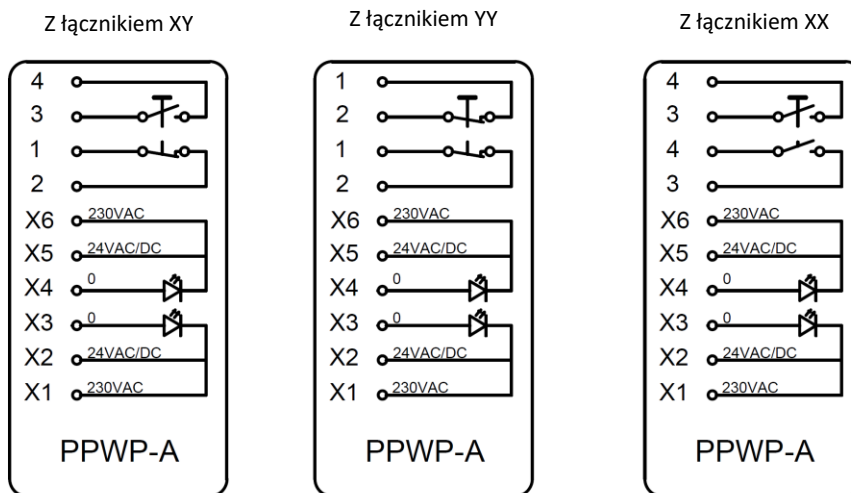 Z łącznikiem XY
4
3
1
2
X6 230VAC
X5 24VAC/DC
X4 0
X3 0
X2 24VAC/DC
X1 230VAC
PPWP-A
Z łącznikiem YY
1
2
1
2
X6 230VAC
X5 24VAC/DC
X4 0
X3 0
X2 24VAC/DC
X1 230VAC
PPWP-A
Z łącznikiem XX
4
3
4
3
X6 230VAC
X5 24VAC/DC
X4 0
X3 0
X2 24VAC/DC
X1 230VAC
PPWP-A